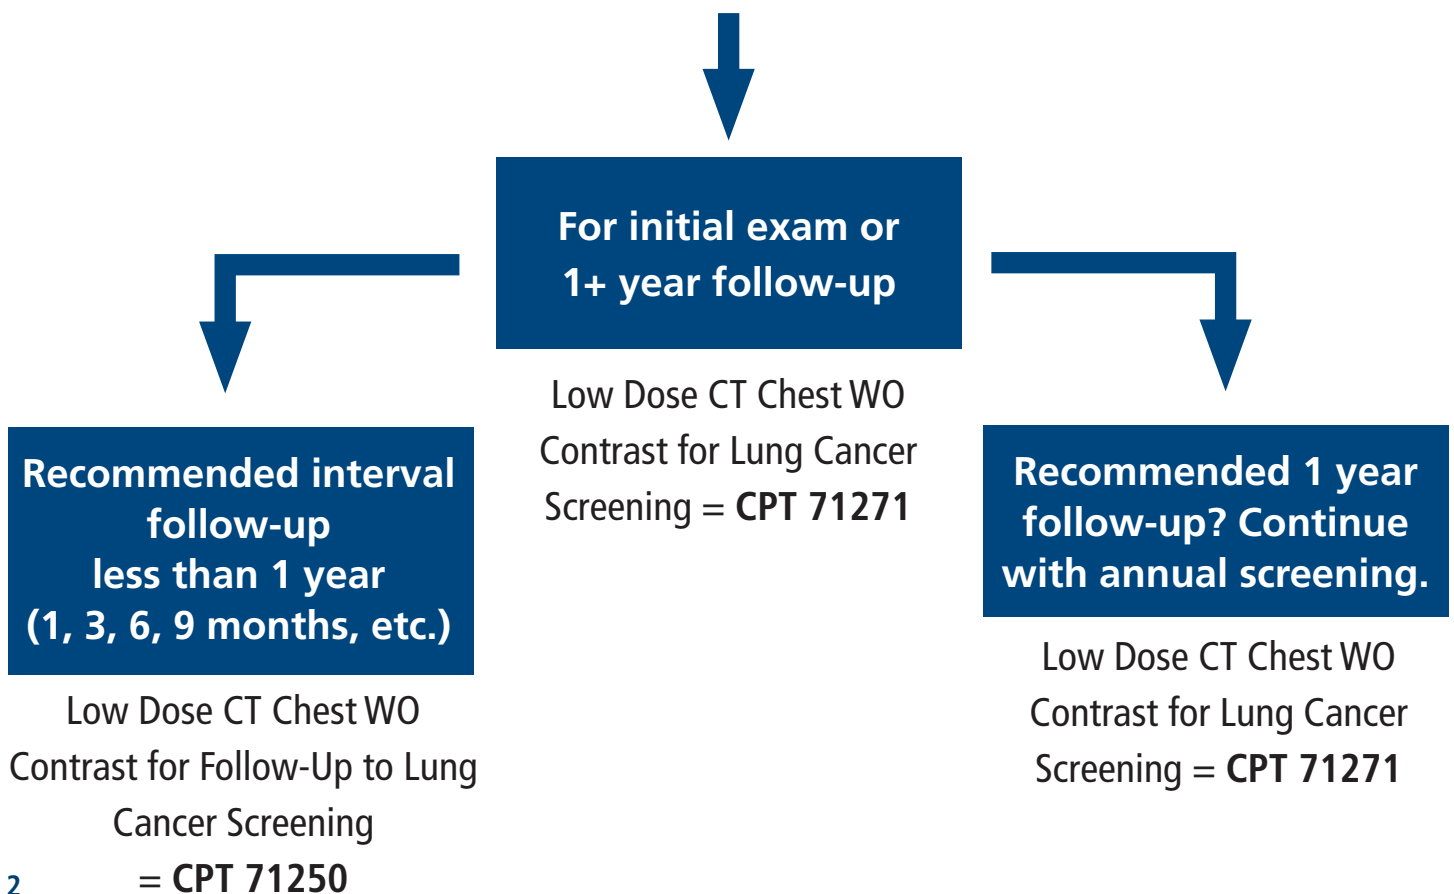 For initial exam or
1+ year follow-up
Low Dose CT Chest WO
Contrast for Lung Cancer
Screening = CPT 71271
Recommended interval
follow-up
less than 1 year
(1, 3, 6, 9 months, etc.)
Low Dose CT Chest WO
Contrast for Follow-Up to Lung
Cancer Screening
= CPT 71250
Recommended 1 year
follow-up? Continue
with annual screening.
Low Dose CT Chest WO
Contrast for Lung Cancer
Screening = CPT 71271
2